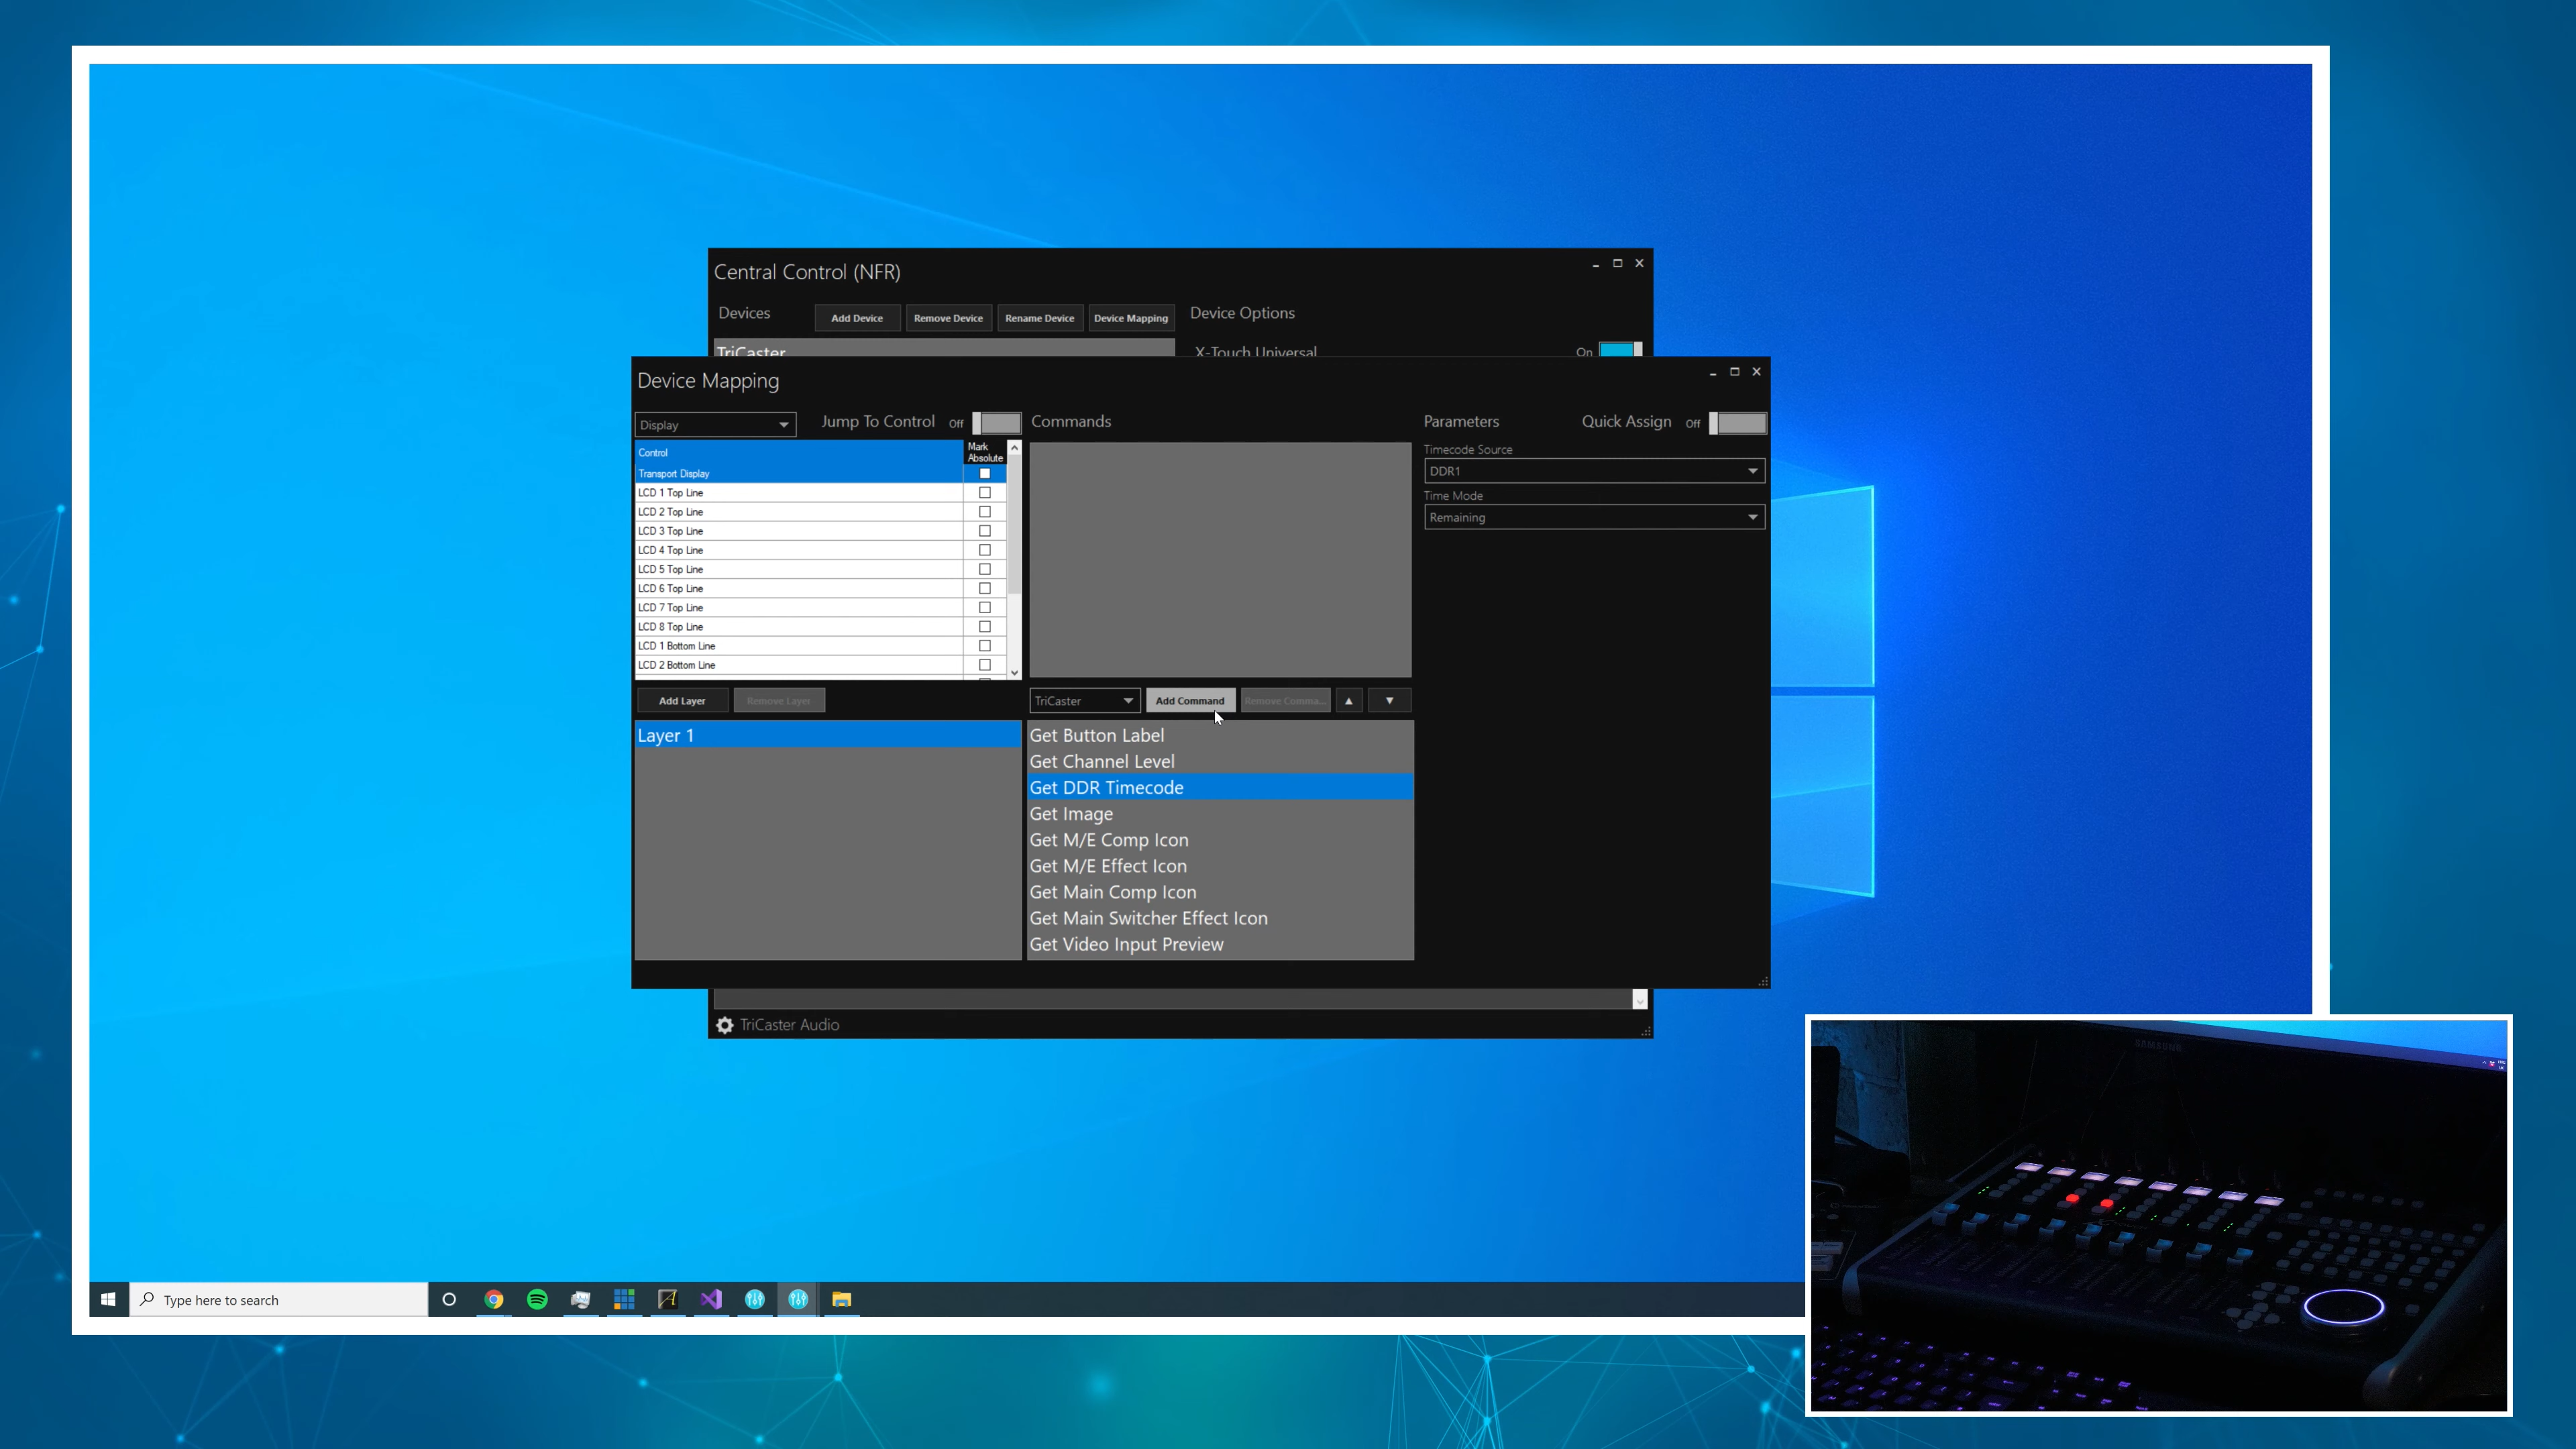 Central Control (NFR)
Devices
Add Device
Remove Device
Rename Device
Device Mapping
Device Options
TriCaster
X-Touch Universal
On
Device Mapping
Display
Jump To Control
Off
Commands
Parameters
Quick Assign
Off
Control
Mark
Absolute
Timecode Source
Transport Display
DDR1
LCD 1 Top Line
Time Mode
LCD 2 Top Line
Remaining
LCD 3 Top Line
LCD 4 Top Line
LCD 5 Top Line
LCD 6 Top Line
LCD 7 Top Line
LCD 8 Top Line
LCD 1 Bottom Line
LCD 2 Bottom Line
Add Layer
Remove Layer
TriCaster
Add Command
Remove Comma...
Layer 1
Get Button Label
Get Channel Level
Get DDR Timecode
Get Image
Get M/E Comp Icon
Get M/E Effect Icon
Get Main Comp Icon
Get Main Switcher Effect Icon
Get Video Input Preview
TriCaster Audio
SAMSUNG
Type here to search